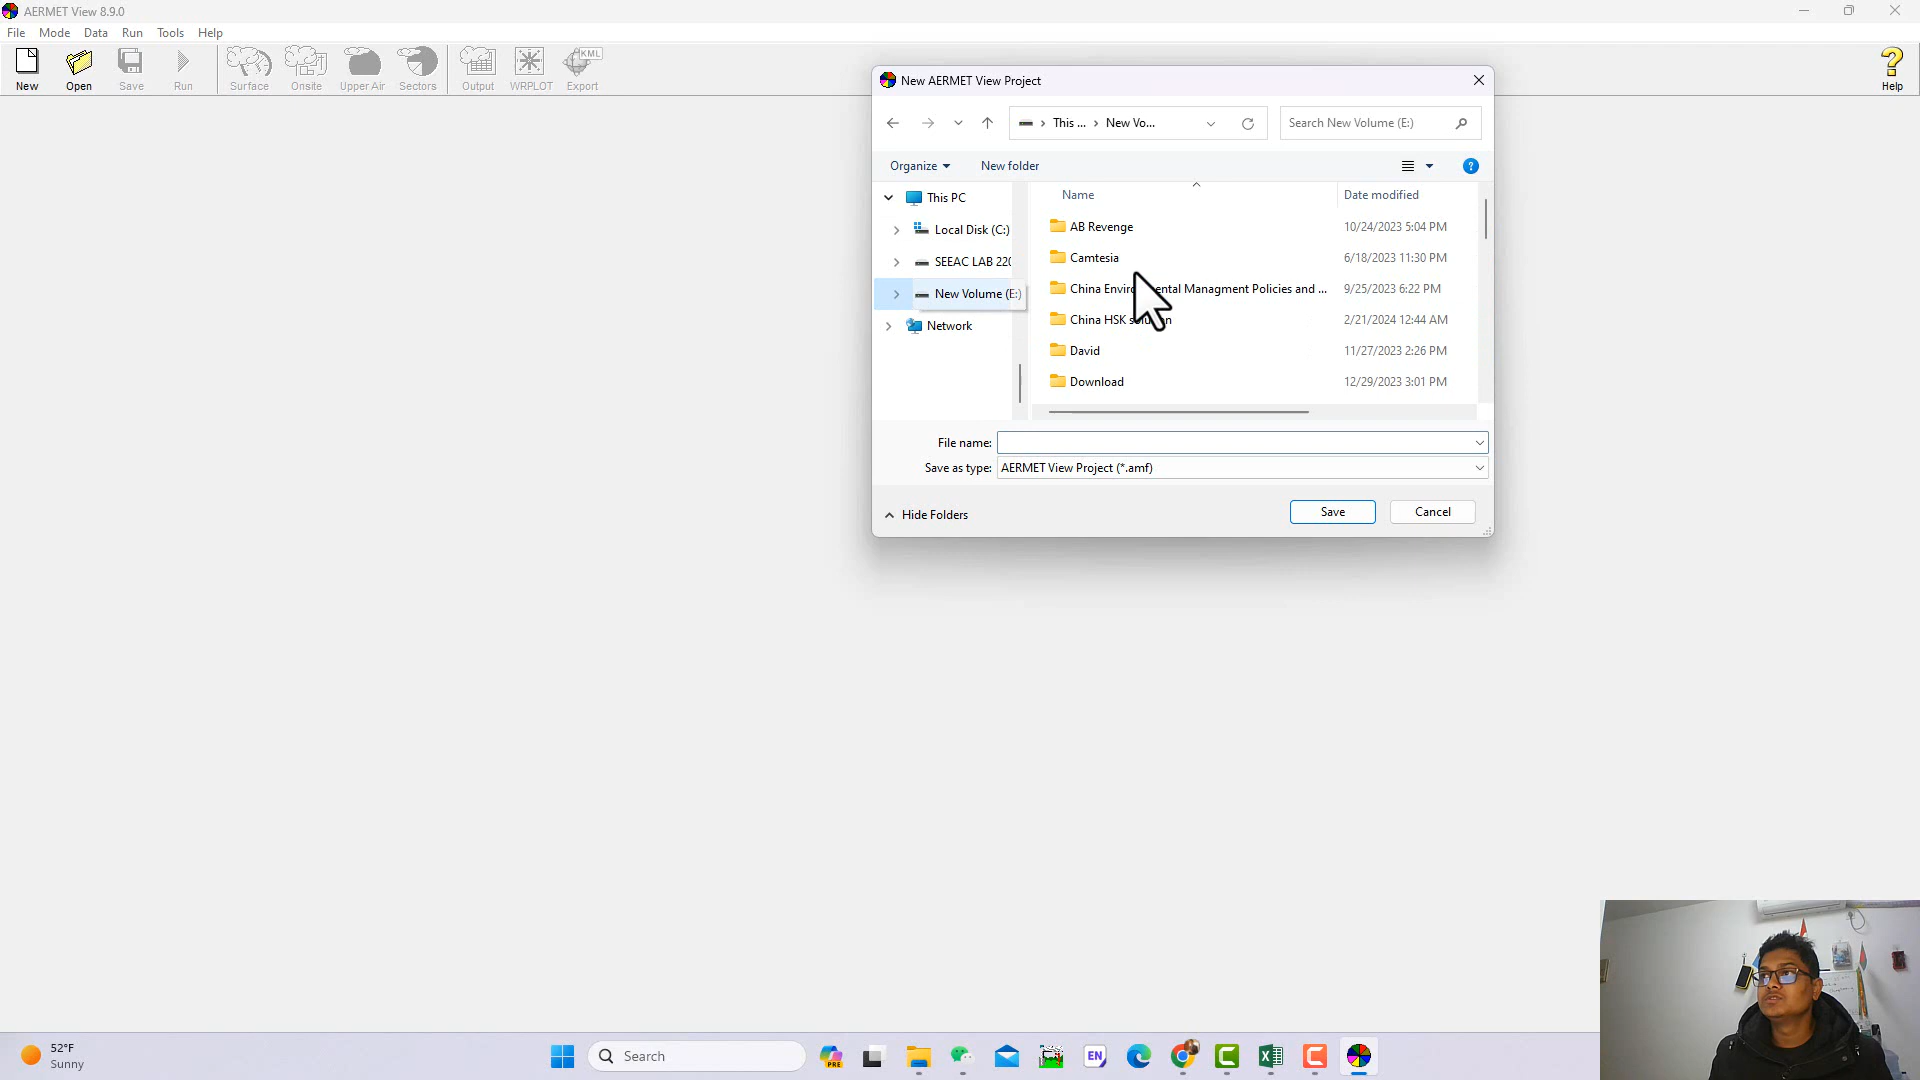 AERMET View 8.9.0
File Mode Data Run Tools Help
New Open Save Run Surface Onsite Upper Air Sectors Output WRPLOT KML Export ? Help
New AERMET View Project
This ... New Vo... Search New Volume (E:)
Organize New folder ?
This PC
Local Disk (C:)
SEEAC LAB 220
New Volume (E:)
Network
Name Date modified
AB Revenge 10/24/2023 5:04 PM
Camtesia 6/18/2023 11:30 PM
China Environmental Managment Policies and ... 9/25/2023 6:22 PM
China HSK solution 2/21/2024 12:44 AM
David 11/27/2023 2:26 PM
Download 12/29/2023 3:01 PM
File name:
Save as type: AERMET View Project (*.amf)
Hide Folders Save Cancel
52°F
Sunny
Search
PRE
EN